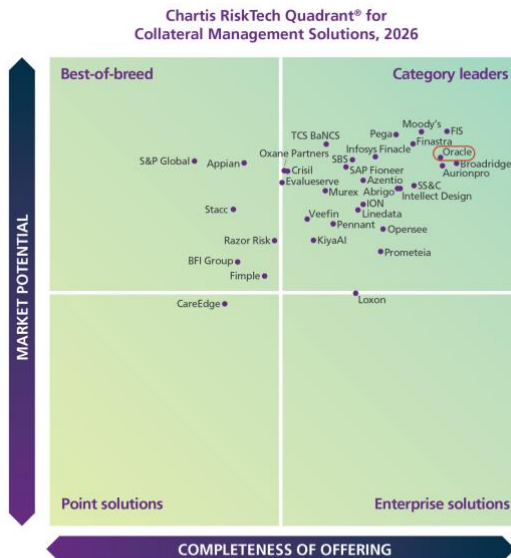 Chartis RiskTech Quadrant® for
Collateral Management Solutions, 2026
Best-of-breed
Category leaders
Moody's
FIS
Pega
TCS BaNCS
Finastra
Infosys Finacle
Oracle
Oxane Partners
SBS
S&P Global
Appian
Broadridge
Crisil
SAP Fioneer
Aurionpro
Evalueserve
Azentio
SS&C
Murex
Abrigo
Intellect Design
ION
Stacc
Linedata
Veefin
Pennant
Opensee
Razor Risk
KiyaAI
Prometeia
BFI Group
Fimple
CareEdge
Loxon
MARKET POTENTIAL
Point solutions
Enterprise solutions
COMPLETENESS OF OFFERING